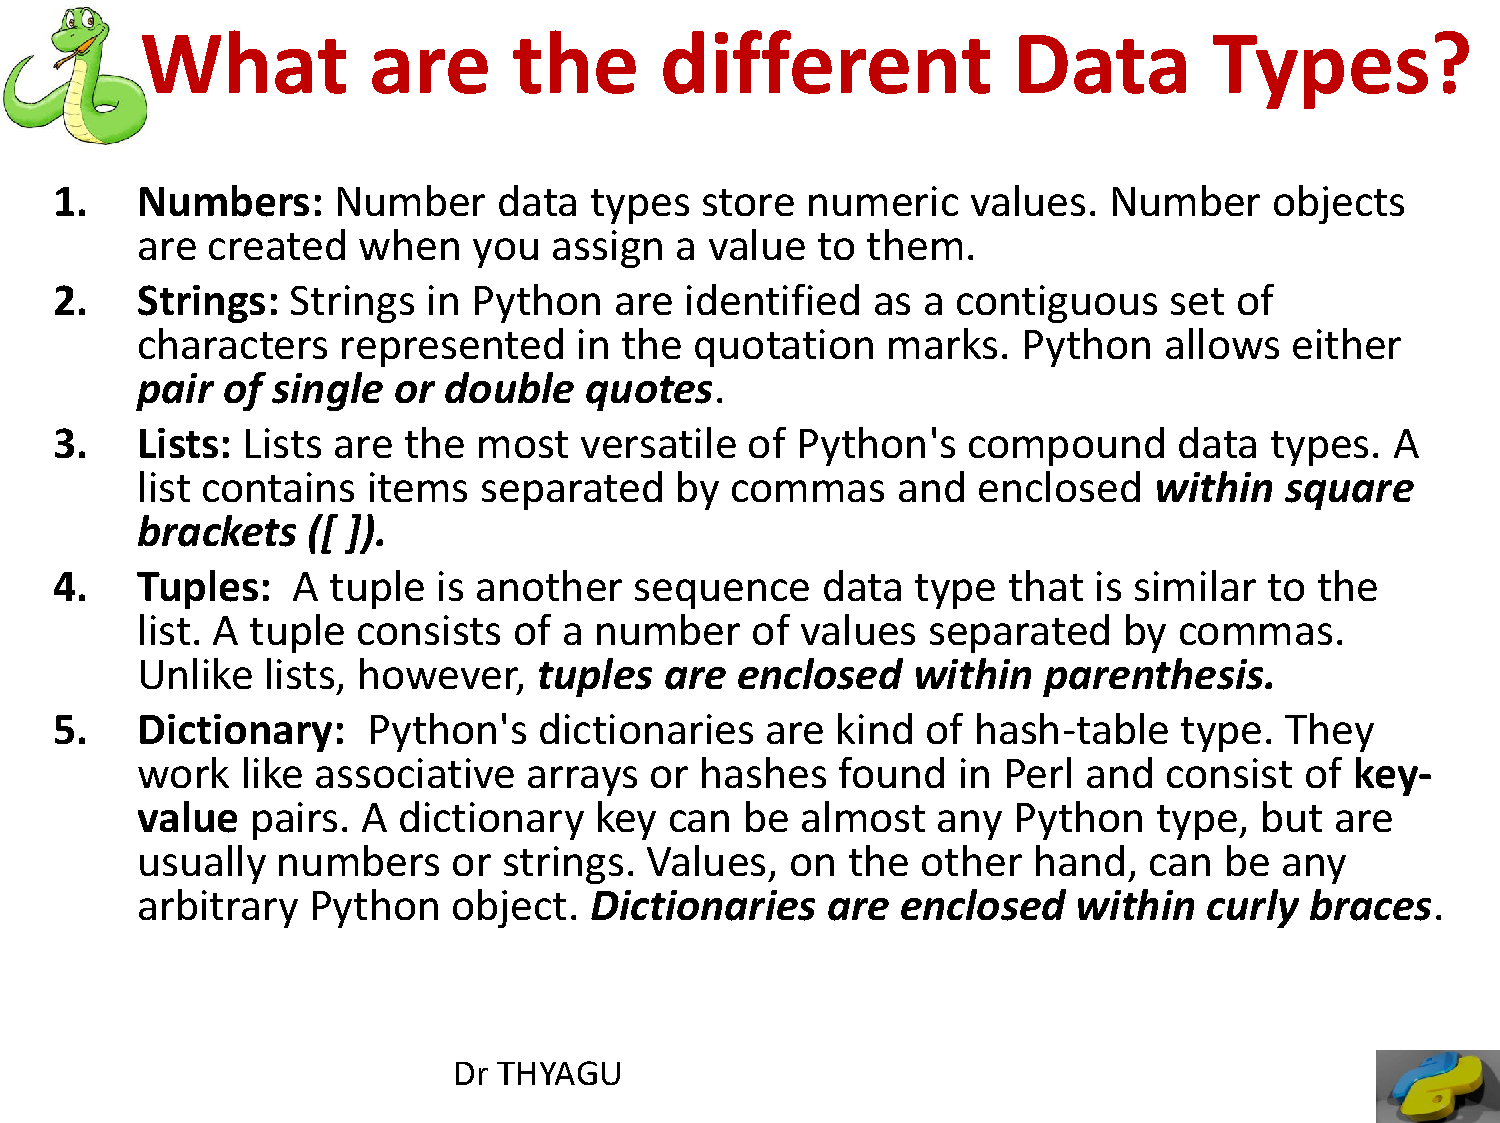 What are the different Data Types?
1. Numbers: Number data types store numeric values. Number objects
are created when you assign a value to them.
2. Strings: Strings in Python are identified as a contiguous set of
characters represented in the quotation marks. Python allows either
pair of single or double quotes.
3. Lists: Lists are the most versatile of Python's compound data types. A
list contains items separated by commas and enclosed within square
brackets ([ ]).
4. Tuples: A tuple is another sequence data type that is similar to the
list. A tuple consists of a number of values separated by commas.
Unlike lists, however, tuples are enclosed within parenthesis.
5. Dictionary: Python's dictionaries are kind of hash-table type. They
work like associative arrays or hashes found in Perl and consist of key-
value pairs. A dictionary key can be almost any Python type, but are
usually numbers or strings. Values, on the other hand, can be any
arbitrary Python object. Dictionaries are enclosed within curly braces.
Dr THYAGU